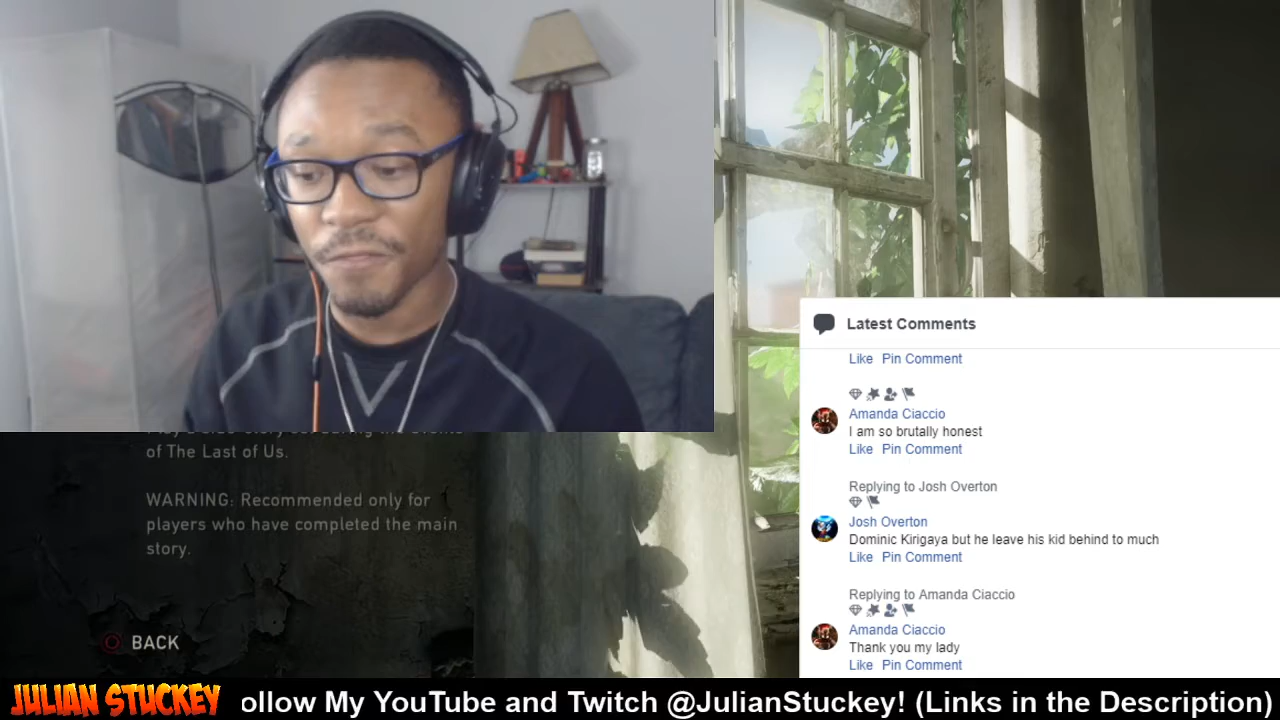 of The Last of Us.
WARNING: Recommended only for
players who have completed the main
story.
BACK
Latest Comments
Like Pin Comment
Amanda Ciaccio
I am so brutally honest
Like Pin Comment
Replying to Josh Overton
Josh Overton
Dominic Kirigaya but he leave his kid behind to much
Like Pin Comment
Replying to Amanda Ciaccio
Amanda Ciaccio
Thank you my lady
Like Pin Comment
JULIAN STUCKEY
ollow My YouTube and Twitch @JulianStuckey! (Links in the Description)